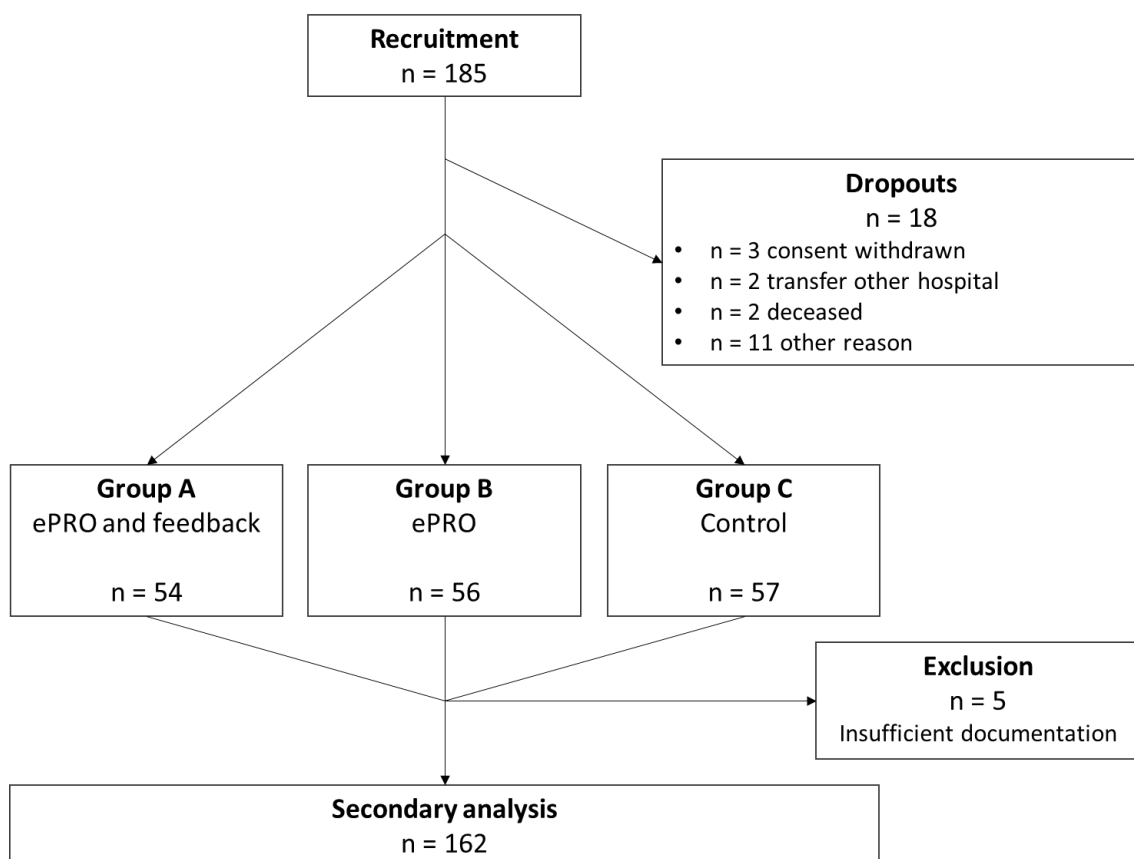 Recruitment
n = 185
Dropouts
n = 18
• n = 3 consent withdrawn
• n = 2 transfer other hospital
• n = 2 deceased
• n = 11 other reason
Group A
ePRO and feedback
n = 54
Group B
ePRO
n = 56
Group C
Control
n = 57
Exclusion
n = 5
Insufficient documentation
Secondary analysis
n = 162